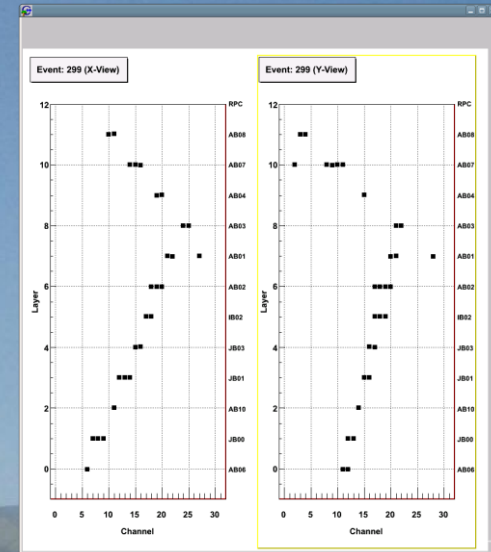 Event: 299 (X-View)
12
10
8
6
4
2
0
Layer
RPC
AB08
AB07
AB04
AB03
AB01
AB02
IB02
JB03
JB01
AB10
JB00
AB06
0 5 10 15 20 25 30
Channel
Event: 299 (Y-View)
12
10
8
6
4
2
0
Layer
RPC
AB08
AB07
AB04
AB03
AB01
AB02
IB02
JB03
JB01
AB10
JB00
AB06
0 5 10 15 20 25 30
Channel